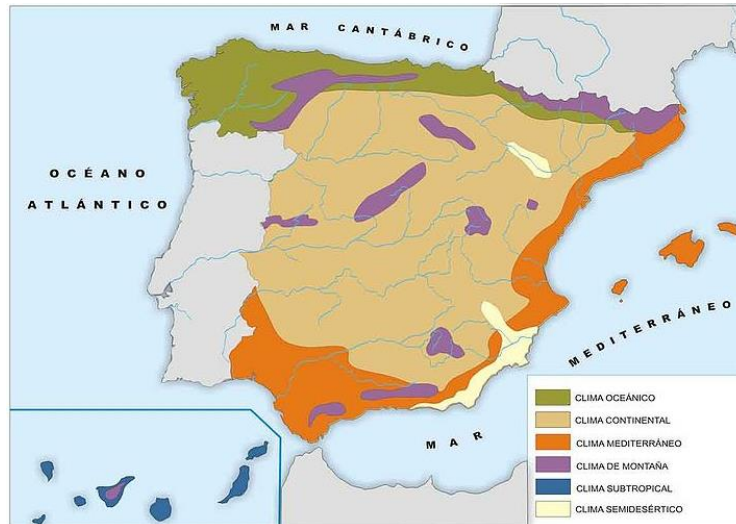 MAR CANTÁBRICO
OCÉANO
ATLÁNTICO
MAR
MEDITERRÁNEO
CLIMA OCEÁNICO
CLIMA CONTINENTAL
CLIMA MEDITERRÁNEO
CLIMA DE MONTAÑA
CLIMA SUBTROPICAL
CLIMA SEMIDESÉRTICO